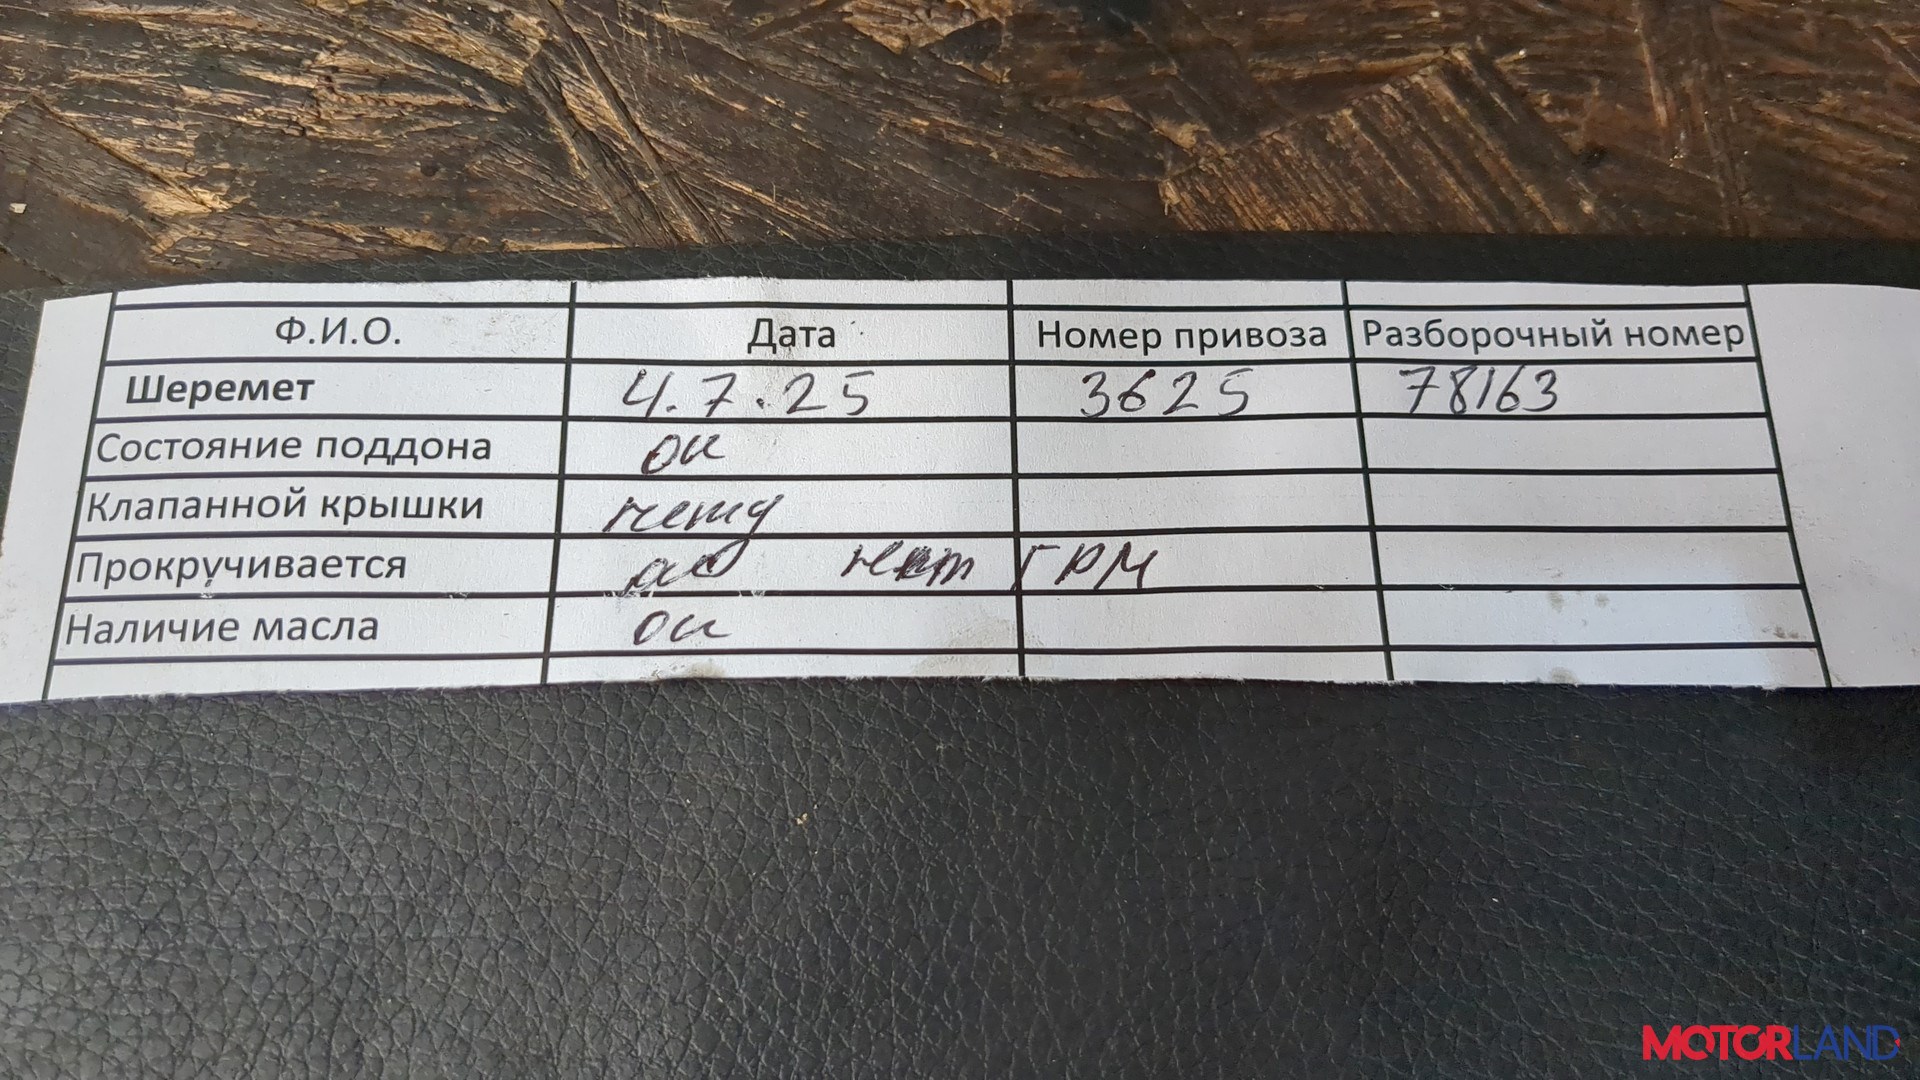 Ф.И.О. Дата Номер привоза Разборочный номер
Шеремет 4.7.25 3625 78163
Состояние поддона ок
Клапанной крышки нету
Прокручивается нет ГРМ
Наличие масла ок
MOTORLAND